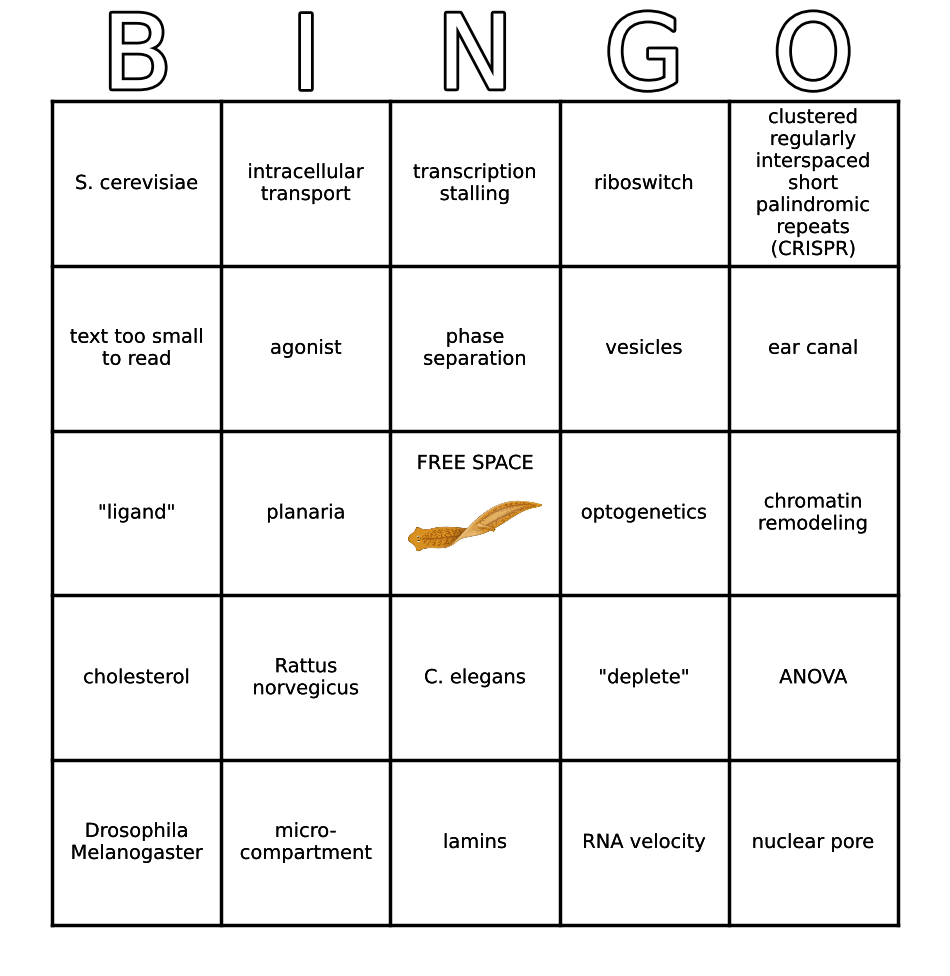 B I N G O
S. cerevisiae
intracellular
transport
transcription
stalling
riboswitch
clustered
regularly
interspaced
short
palindromic
repeats
(CRISPR)
text too small
to read
agonist
phase
separation
vesicles
ear canal
"ligand"
planaria
FREE SPACE
optogenetics
chromatin
remodeling
cholesterol
Rattus
norvegicus
C. elegans
"deplete"
ANOVA
Drosophila
Melanogaster
micro-
compartment
lamins
RNA velocity
nuclear pore